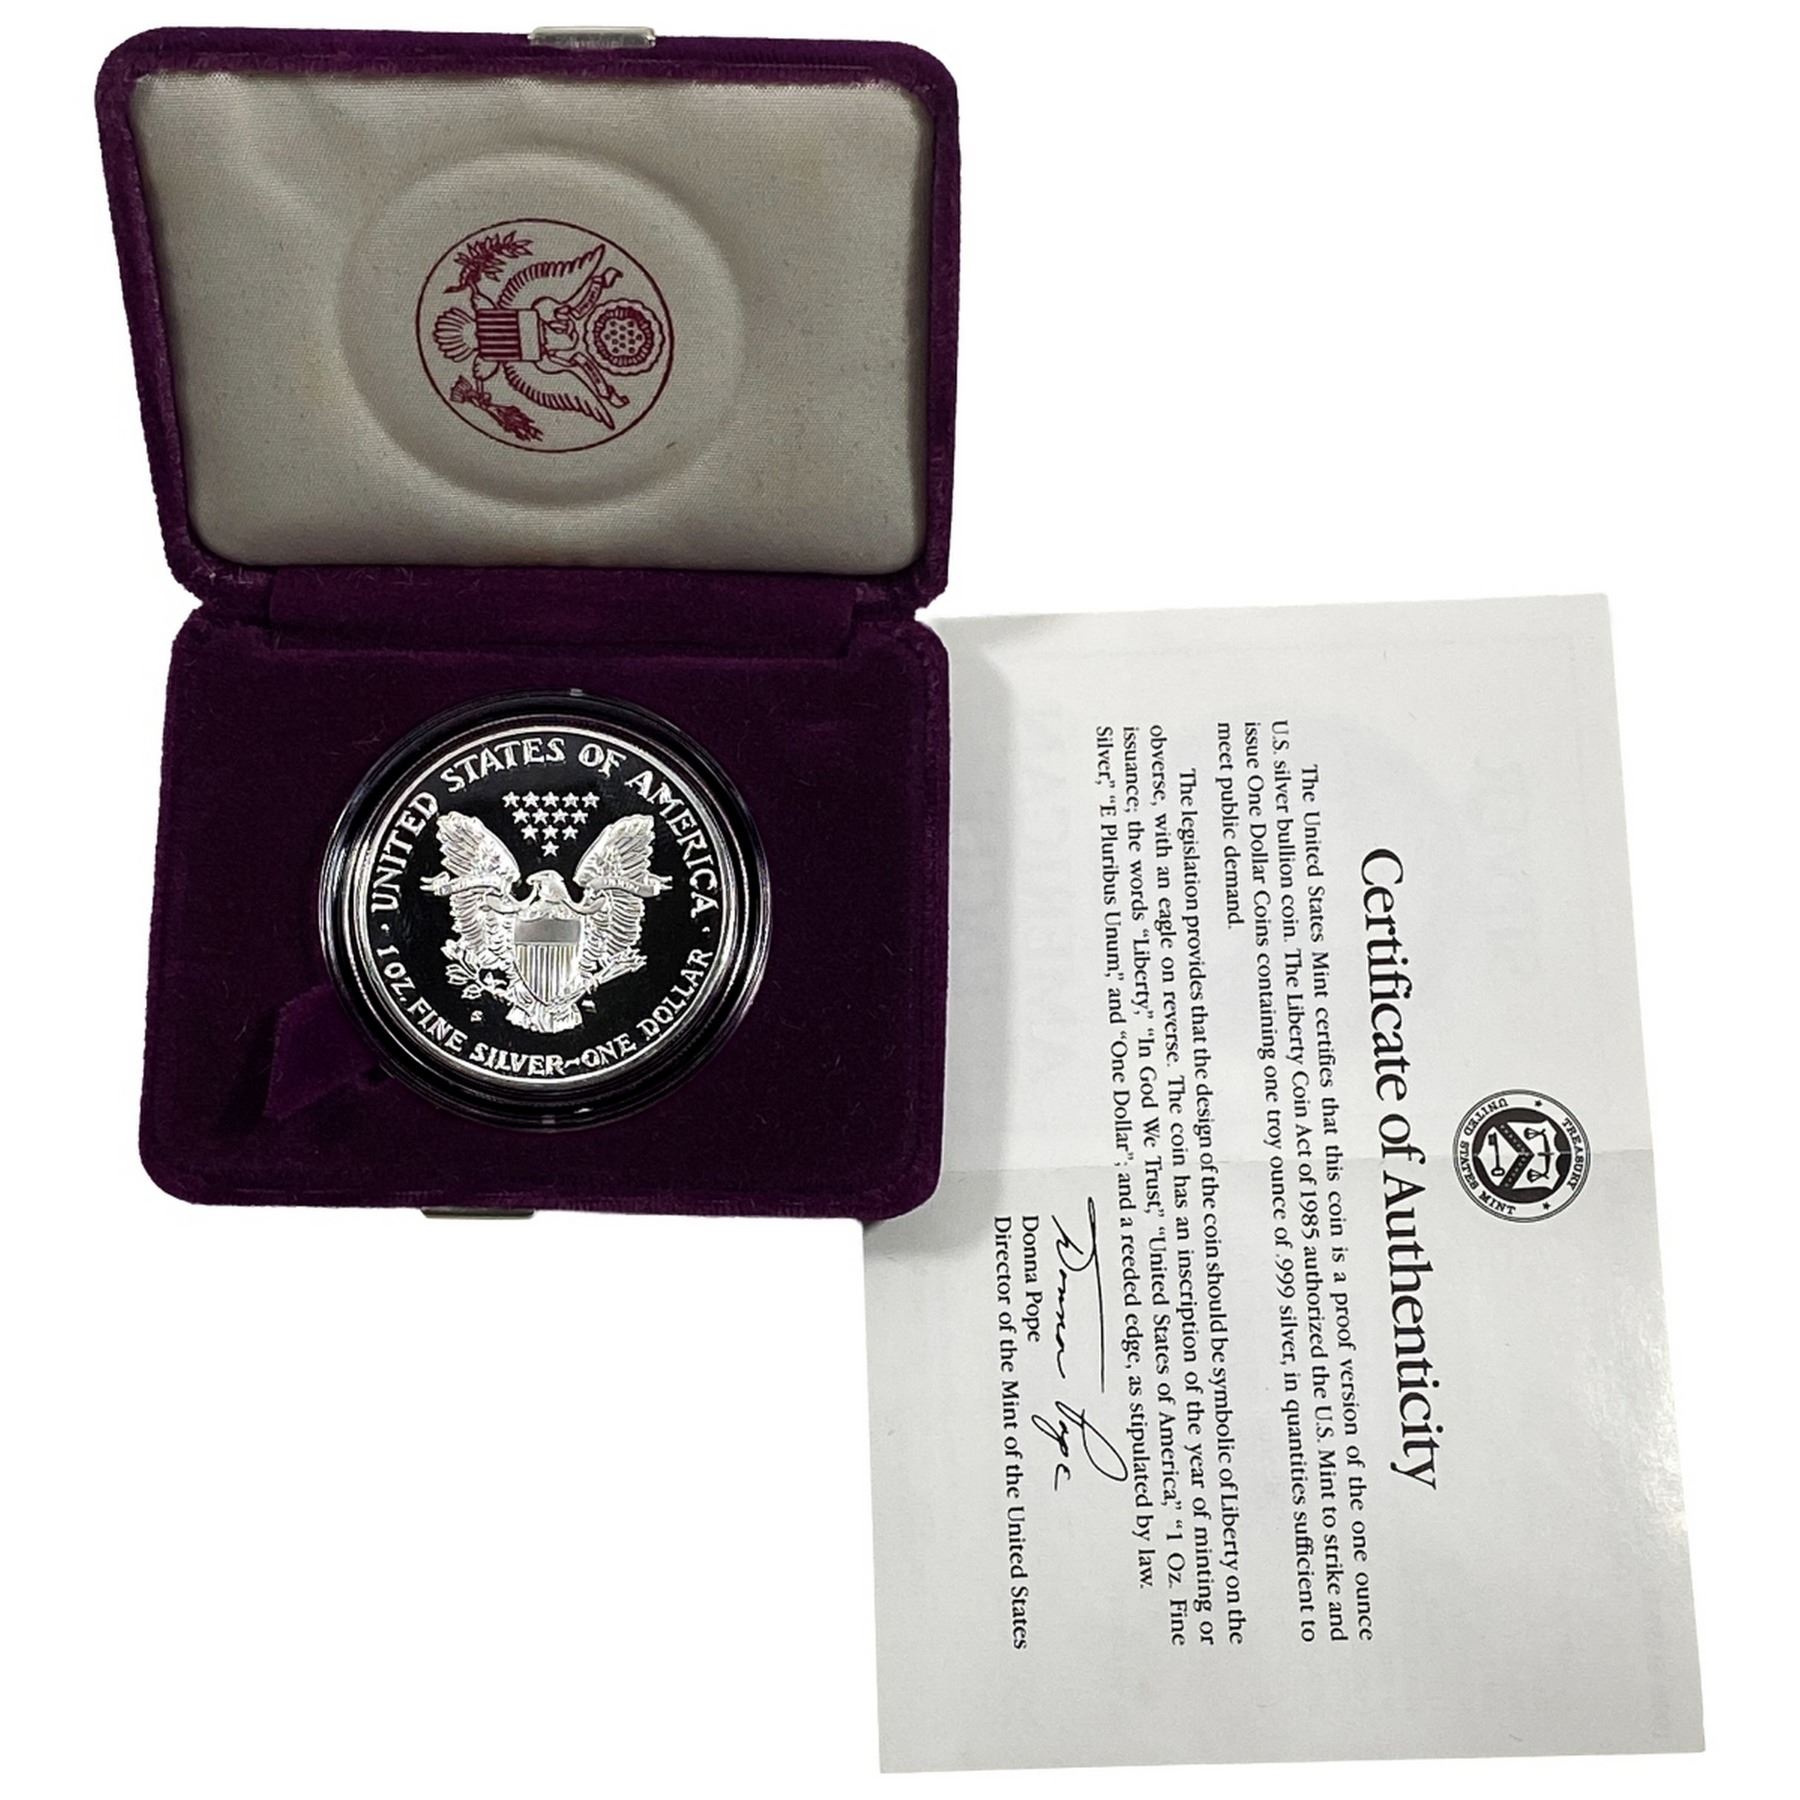 UNITED STATES OF AMERICA
1 OZ. FINE SILVER~ONE DOLLAR
S
TREASURY
UNITED STATES MINT
Certificate of Authenticity
The United States Mint certifies that this coin is a proof version of the one ounce
U.S. silver bullion coin. The Liberty Coin Act of 1985 authorized the U.S. Mint to strike and
issue One Dollar Coins containing one troy ounce of .999 silver, in quantities sufficient to
meet public demand.
The legislation provides that the design of the coin should be symbolic of Liberty on the
obverse, with an eagle on reverse. The coin has an inscription of the year of minting or
issuance; the words “Liberty,” “In God We Trust,” “United States of America,” “1 Oz. Fine
Silver,” “E Pluribus Unum,” and “One Dollar”; and a reeded edge, as stipulated by law.
Donna Pope
Donna Pope
Director of the Mint of the United States